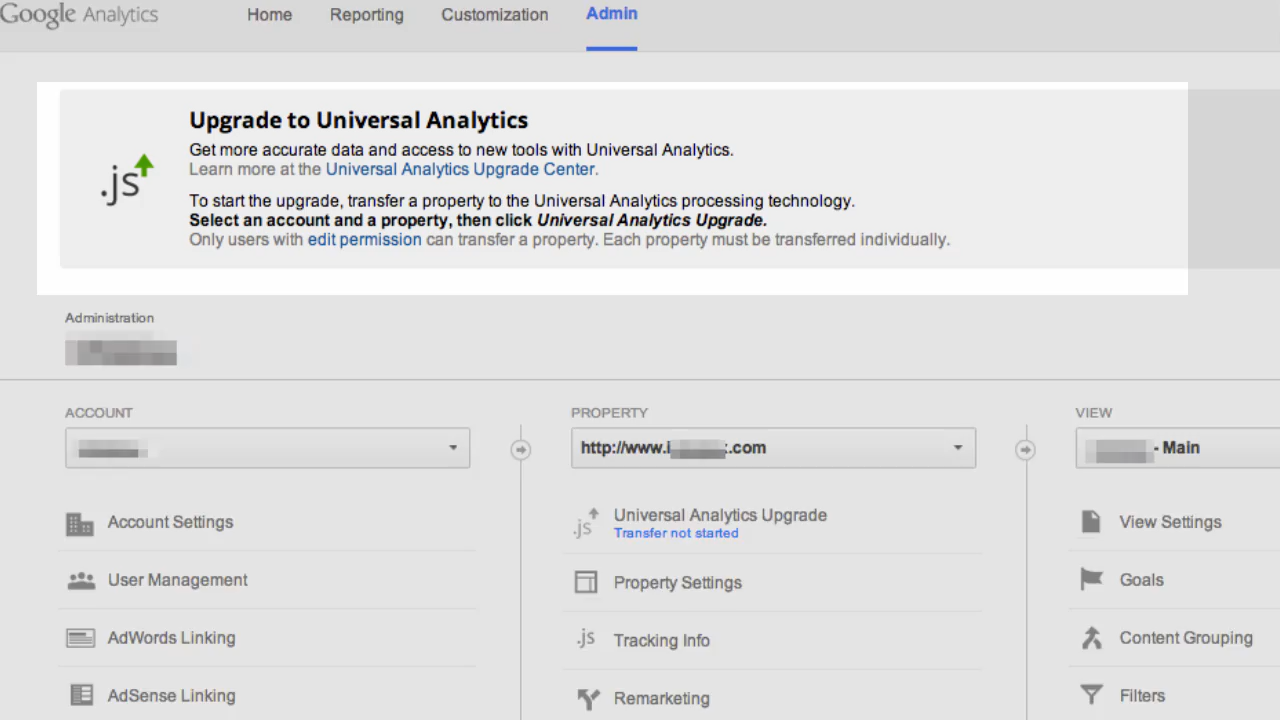 Google Analytics
Home Reporting Customization Admin
Upgrade to Universal Analytics
Get more accurate data and access to new tools with Universal Analytics.
Learn more at the Universal Analytics Upgrade Center.
.js
To start the upgrade, transfer a property to the Universal Analytics processing technology.
Select an account and a property, then click Universal Analytics Upgrade.
Only users with edit permission can transfer a property. Each property must be transferred individually.
Administration
ACCOUNT
Account Settings
User Management
AdWords Linking
AdSense Linking
PROPERTY
http://www.i .com
.js Universal Analytics Upgrade
Transfer not started
Property Settings
.js Tracking Info
Remarketing
VIEW
- Main
View Settings
Goals
Content Grouping
Filters